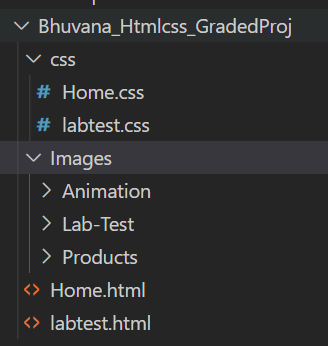 Bhuvana_Htmlcss_GradedProj
css
# Home.css
# labtest.css
Images
Animation
Lab-Test
Products
<> Home.html
<> labtest.html